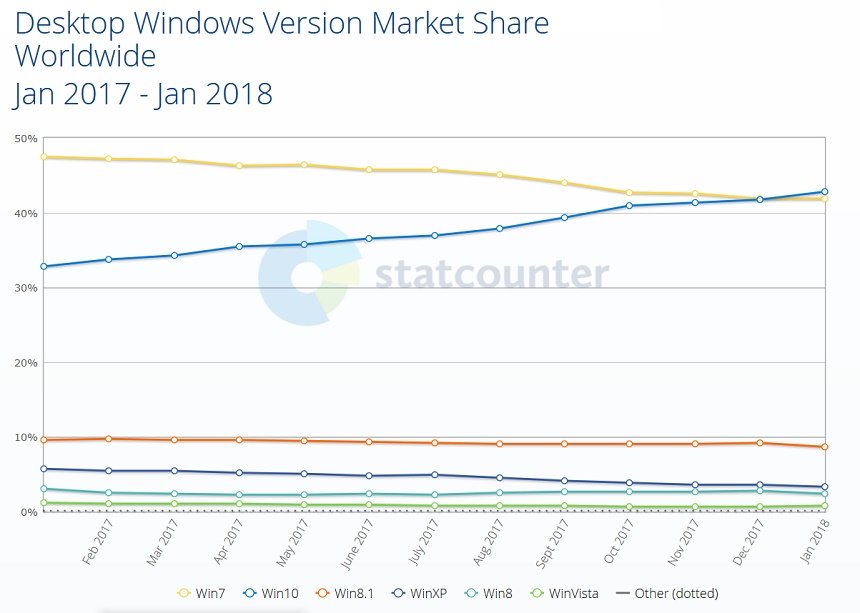 Desktop Windows Version Market Share
Worldwide
Jan 2017 - Jan 2018
50%
40%
30%
20%
10%
0%
statcounter
Feb 2017
Mar 2017
Apr 2017
May 2017
June 2017
July 2017
Aug 2017
Sept 2017
Oct 2017
Nov 2017
Dec 2017
Jan 2018
Win7 Win10 Win8.1 WinXP Win8 WinVista Other (dotted)